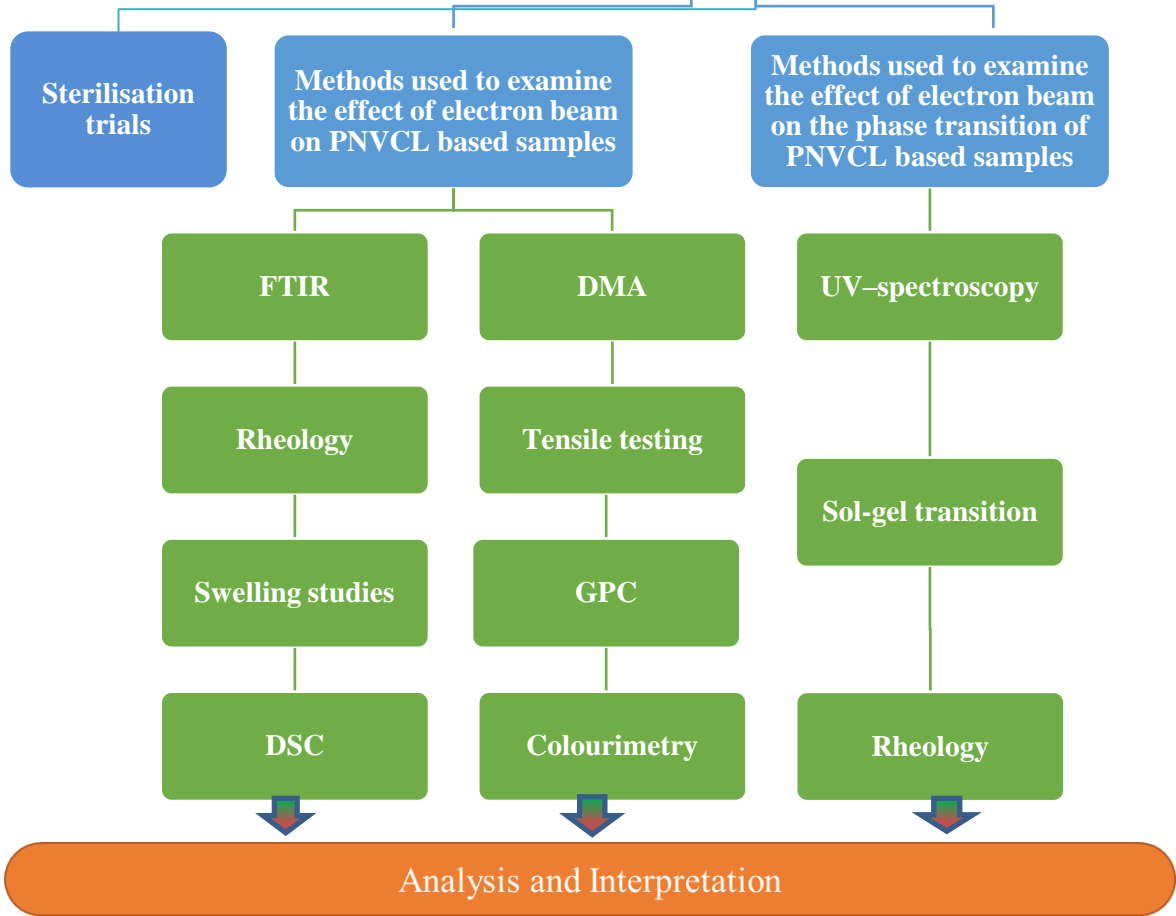 Sterilisation
trials
Methods used to examine
the effect of electron beam
on PNVCL based samples
Methods used to examine
the effect of electron beam
on the phase transition of
PNVCL based samples
FTIR
DMA
UV–spectroscopy
Rheology
Tensile testing
Sol-gel transition
Swelling studies
GPC
DSC
Colourimetry
Rheology
Analysis and Interpretation